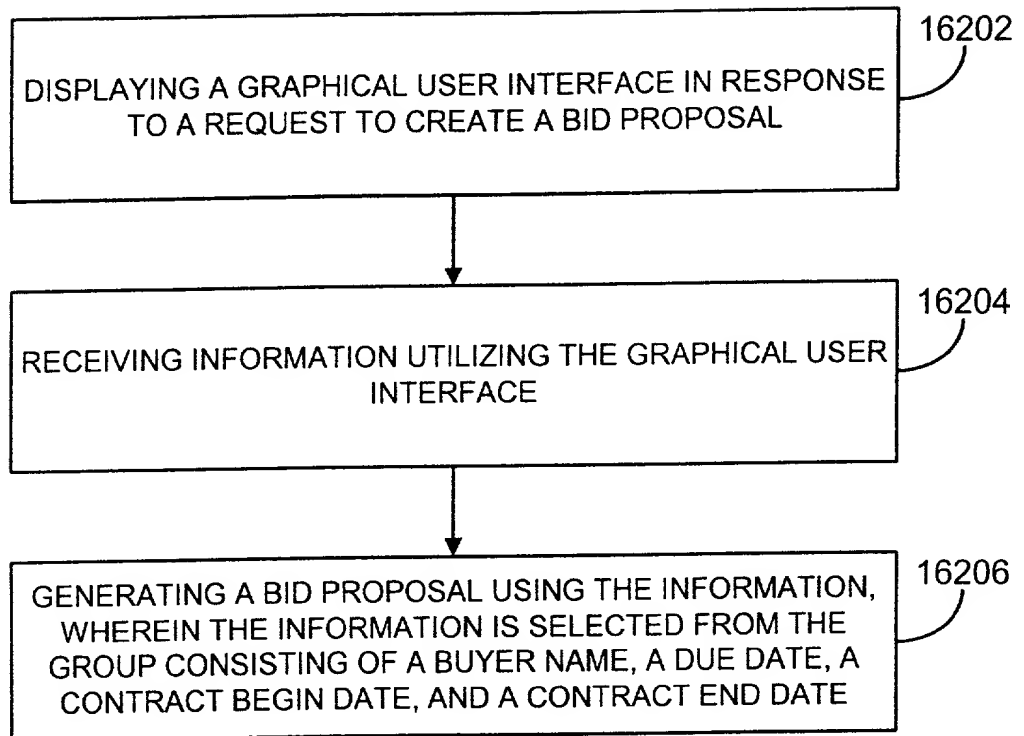 16202
DISPLAYING A GRAPHICAL USER INTERFACE IN RESPONSE
TO A REQUEST TO CREATE A BID PROPOSAL
16204
RECEIVING INFORMATION UTILIZING THE GRAPHICAL USER
INTERFACE
16206
GENERATING A BID PROPOSAL USING THE INFORMATION,
WHEREIN THE INFORMATION IS SELECTED FROM THE
GROUP CONSISTING OF A BUYER NAME, A DUE DATE, A
CONTRACT BEGIN DATE, AND A CONTRACT END DATE